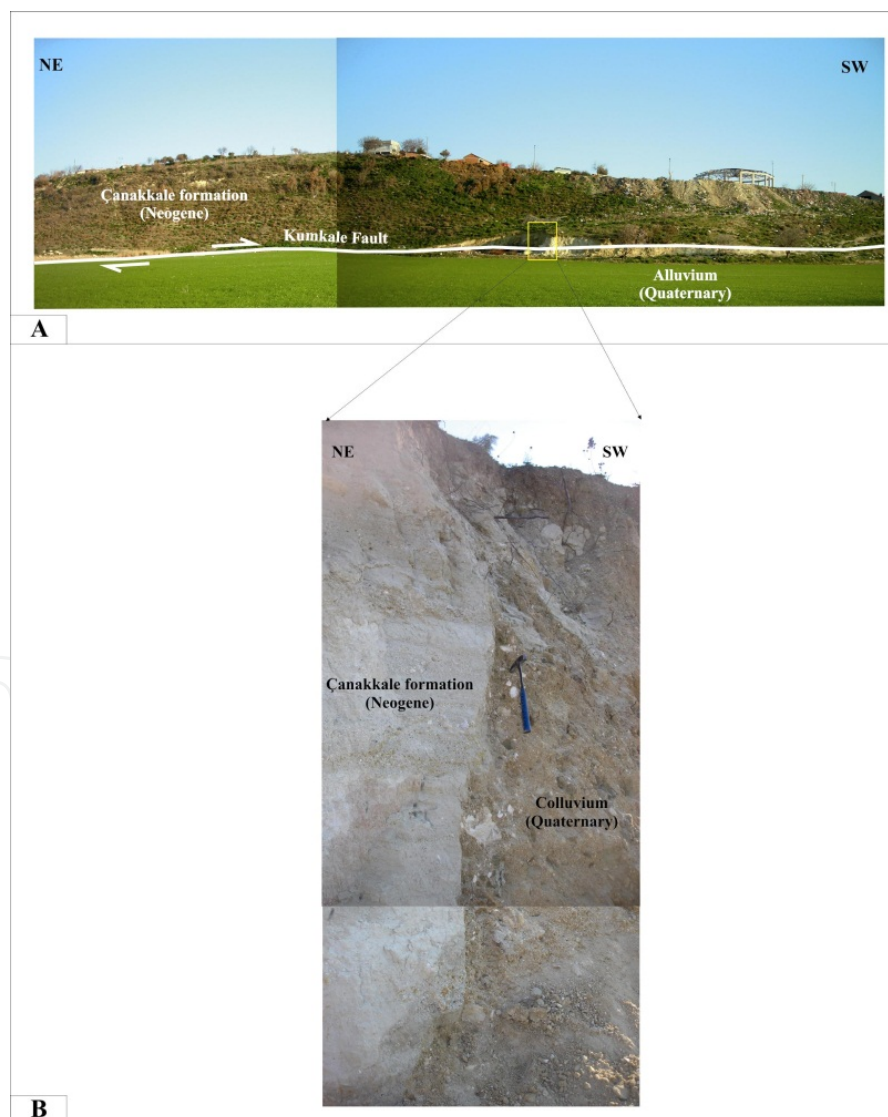 NE
SW
Çanakkale formation
(Neogene)
Kumkale Fault
Alluvium
(Quaternary)
A
NE
SW
Çanakkale formation
(Neogene)
Colluvium
(Quaternary)
B